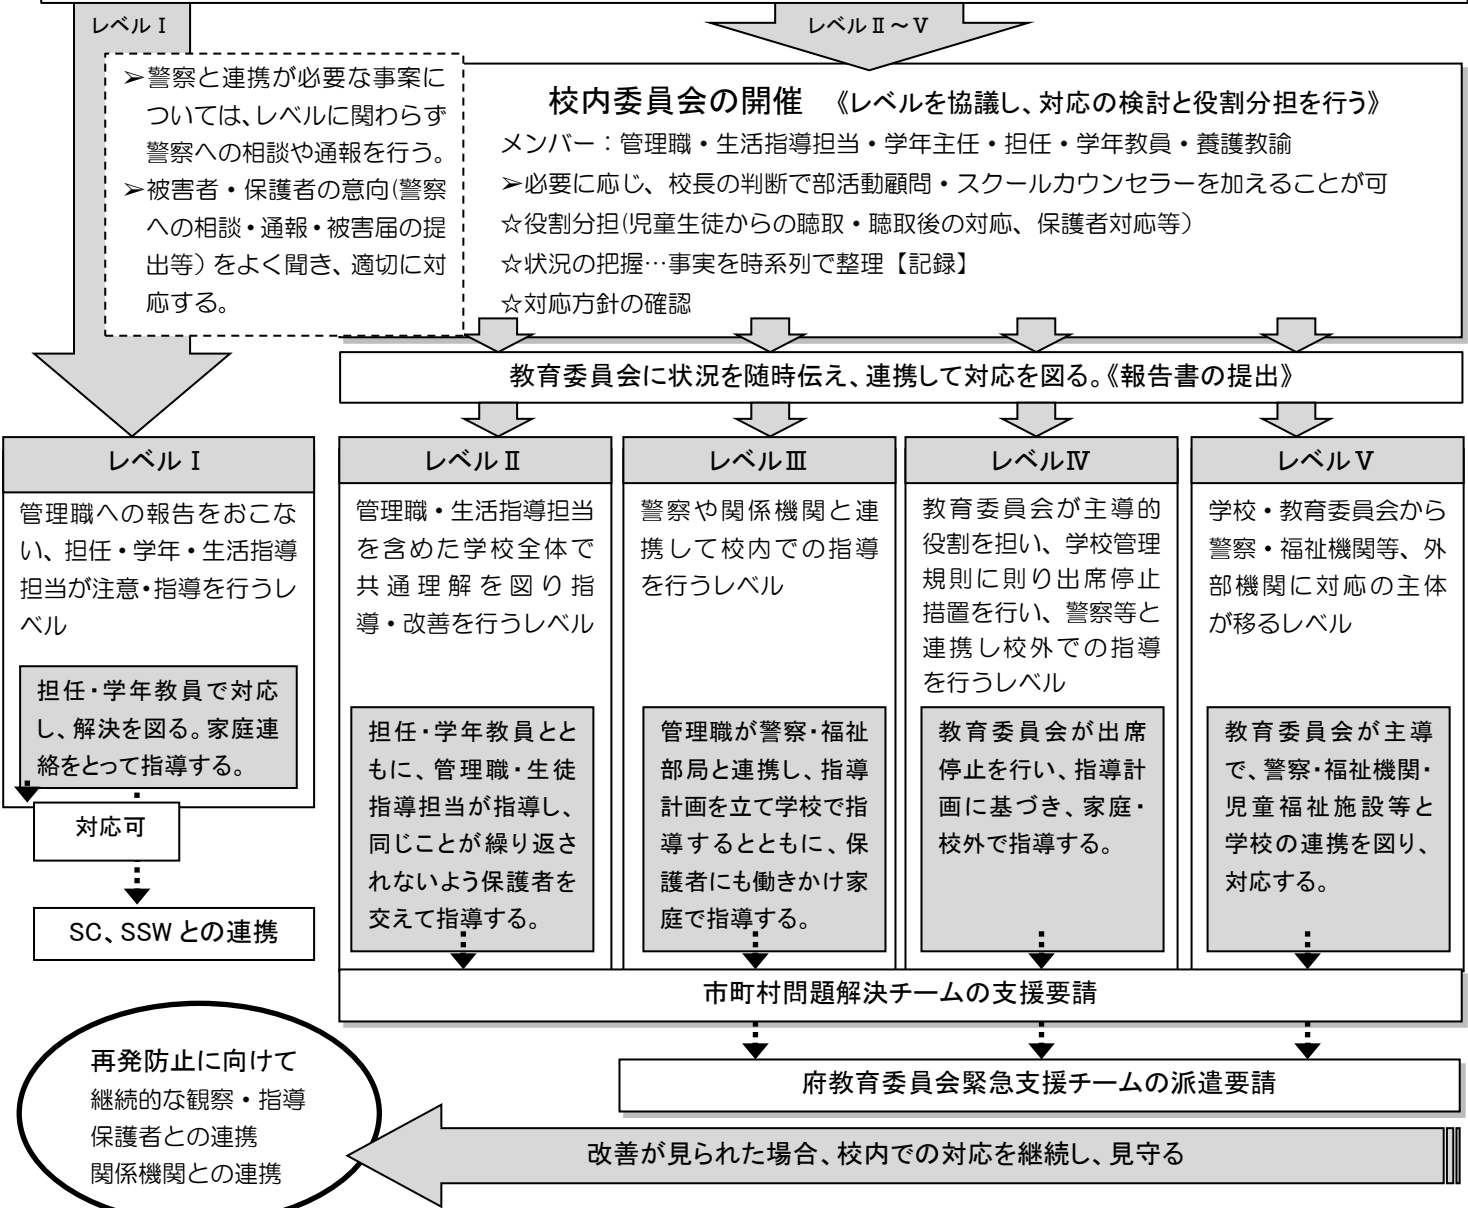 レベルⅠ
レベルⅡ～Ⅴ
➢警察と連携が必要な事案に
ついては、レベルに関わらず
警察への相談や通報を行う。
➢被害者・保護者の意向(警察
への相談・通報・被害届の提
出等）をよく聞き、適切に対
応する。
校内委員会の開催　《レベルを協議し、対応の検討と役割分担を行う》
メンバー：管理職・生活指導担当・学年主任・担任・学年教員・養護教諭
➢必要に応じ、校長の判断で部活動顧問・スクールカウンセラーを加えることが可
☆役割分担(児童生徒からの聴取・聴取後の対応、保護者対応等）
☆状況の把握…事実を時系列で整理【記録】
☆対応方針の確認
教育委員会に状況を随時伝え、連携して対応を図る。《報告書の提出》
レベルⅠ
管理職への報告をおこな
い、担任・学年・生活指導
担当が注意・指導を行うレ
ベル
担任・学年教員で対応
し、解決を図る。家庭連
絡をとって指導する。
対応可
SC、SSWとの連携
レベルⅡ
管理職・生活指導担当
を含めた学校全体で
共通理解を図り指
導・改善を行うレベル
担任・学年教員とと
もに、管理職・生徒
指導担当が指導し、
同じことが繰り返さ
れないよう保護者を
交えて指導する。
レベルⅢ
警察や関係機関と連
携して校内での指導
を行うレベル
管理職が警察・福祉
部局と連携し、指導
計画を立て学校で指
導するとともに、保
護者にも働きかけ家
庭で指導する。
レベルⅣ
教育委員会が主導的
役割を担い、学校管理
規則に則り出席停止
措置を行い、警察等と
連携し校外での指導
を行うレベル
教育委員会が出席
停止を行い、指導計
画に基づき、家庭・
校外で指導する。
レベルⅤ
学校・教育委員会から
警察・福祉機関等、外
部機関に対応の主体
が移るレベル
教育委員会が主導
で、警察・福祉機関・
児童福祉施設等と
学校の連携を図り、
対応する。
市町村問題解決チームの支援要請
府教育委員会緊急支援チームの派遣要請
改善が見られた場合、校内での対応を継続し、見守る
再発防止に向けて
継続的な観察・指導
保護者との連携
関係機関との連携